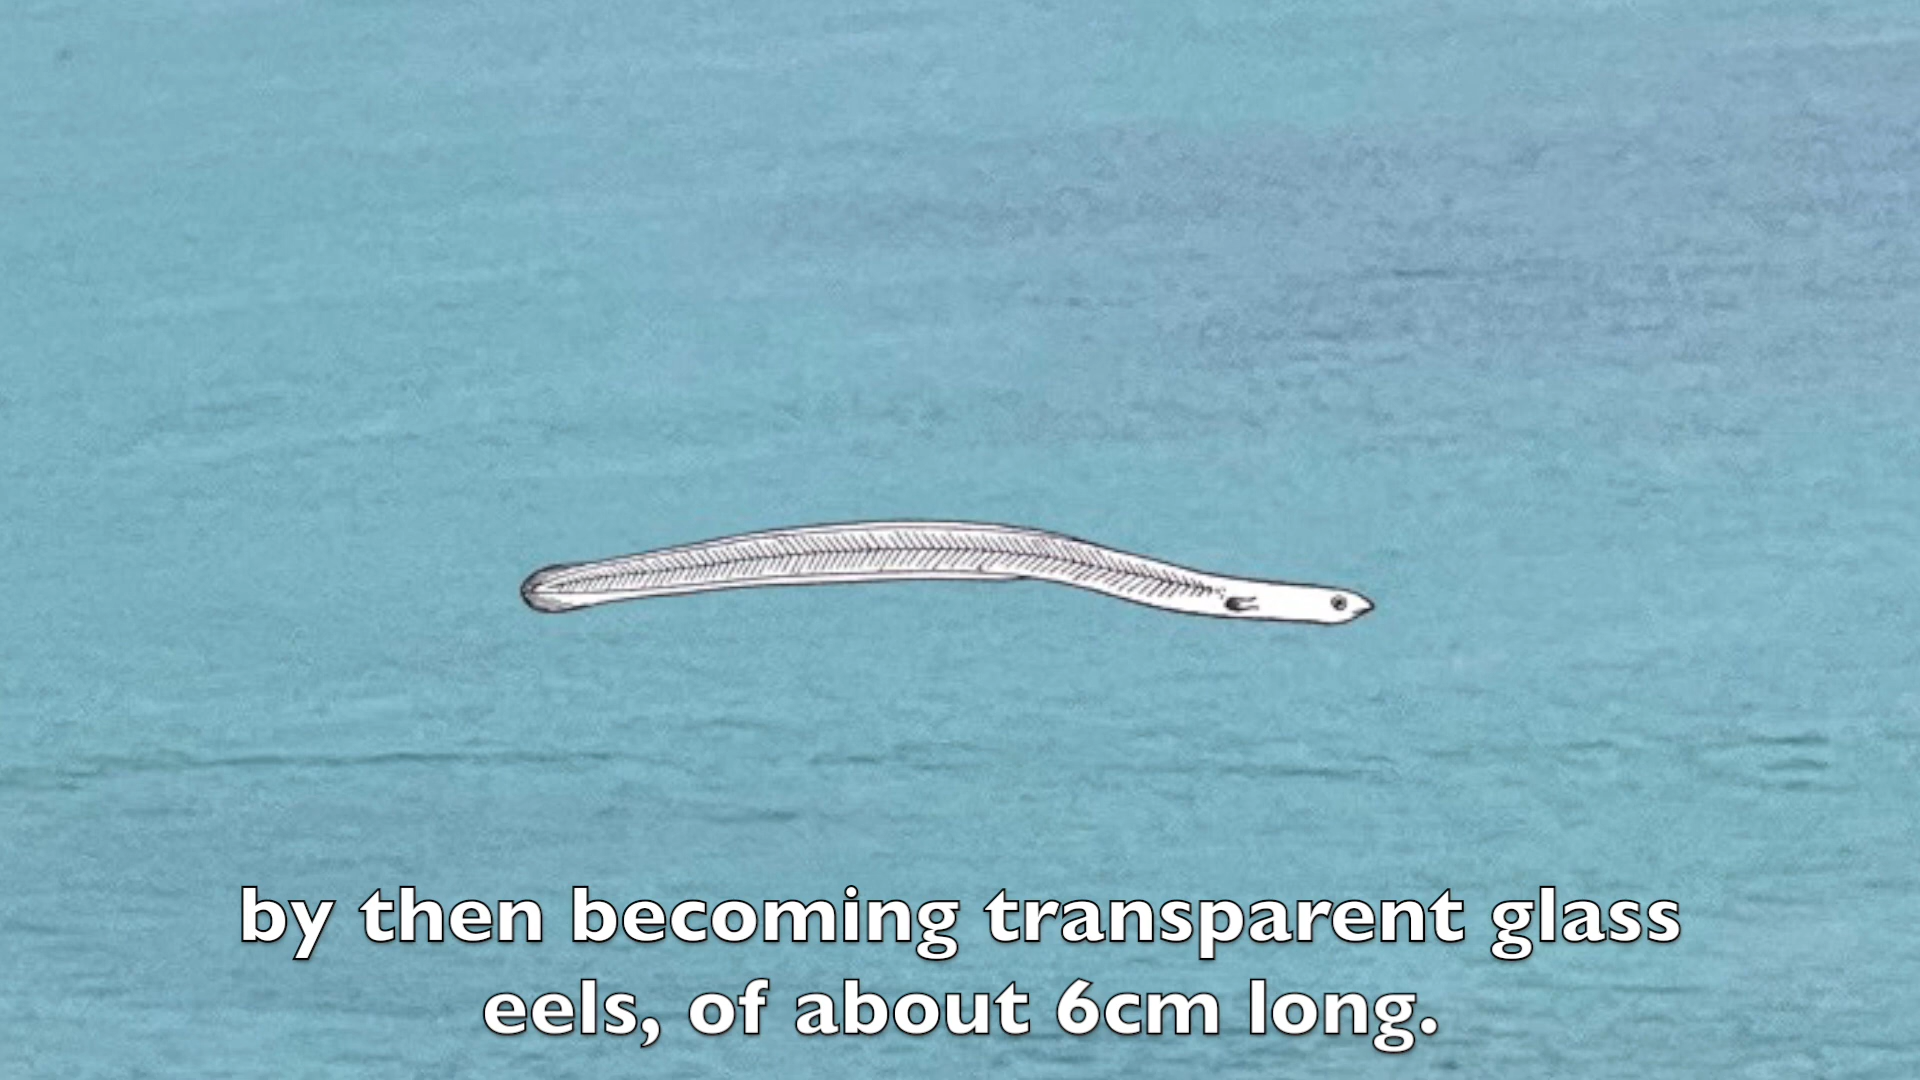 by then becoming transparent glass
eels, of about 6cm long.